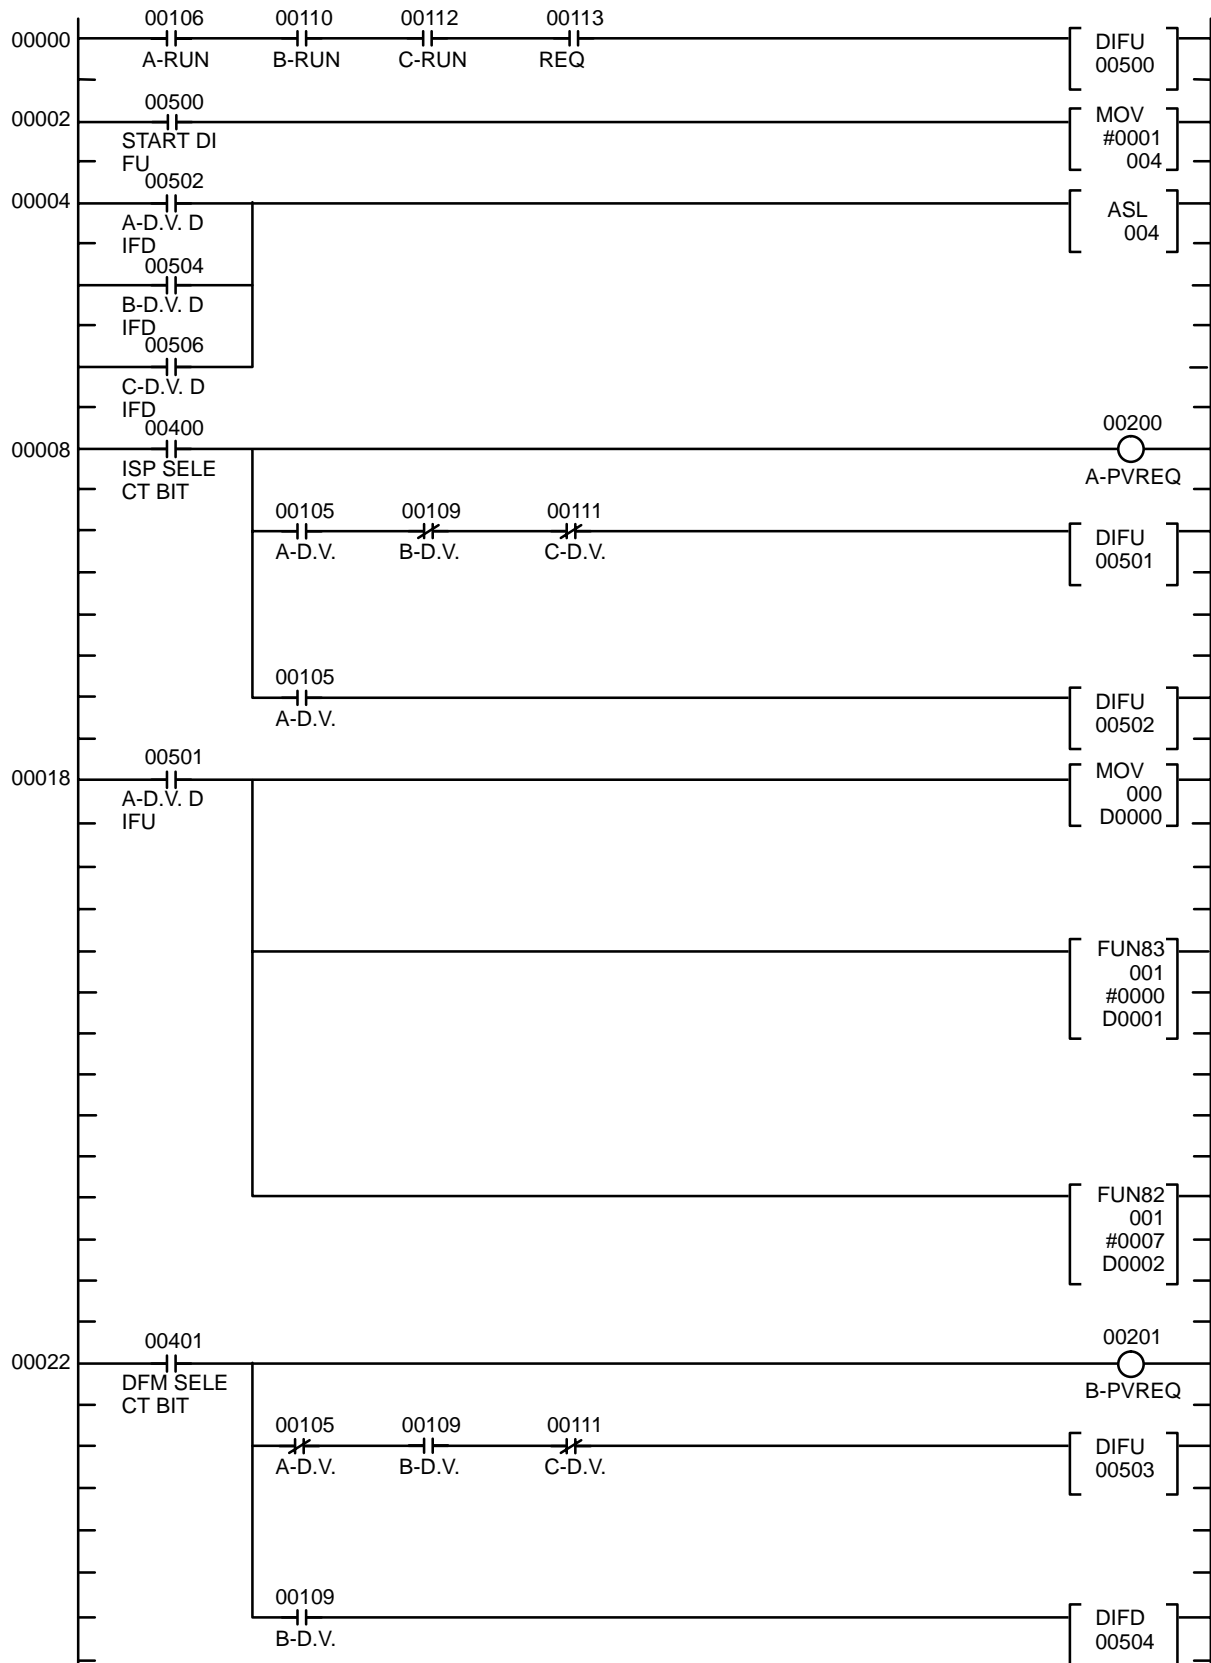 00106 00110 00112 00113
00000
A-RUN B-RUN C-RUN REQ
DIFU
00500
00500
00002
START DI
FU
MOV
#0001
004
00502
00004
A-D.V. D
IFD
ASL
004
00504
B-D.V. D
IFD
00506
C-D.V. D
IFD
00400 00200
00008
ISP SELE
CT BIT
A-PVREQ
00105 00109 00111
A-D.V. B-D.V. C-D.V.
DIFU
00501
00105
A-D.V.
DIFU
00502
00501
00018
A-D.V. D
IFU
MOV
000
D0000
FUN83
001
#0000
D0001
FUN82
001
#0007
D0002
00401 00201
00022
DFM SELE
CT BIT
B-PVREQ
00105 00109 00111
A-D.V. B-D.V. C-D.V.
DIFU
00503
00109
B-D.V.
DIFD
00504